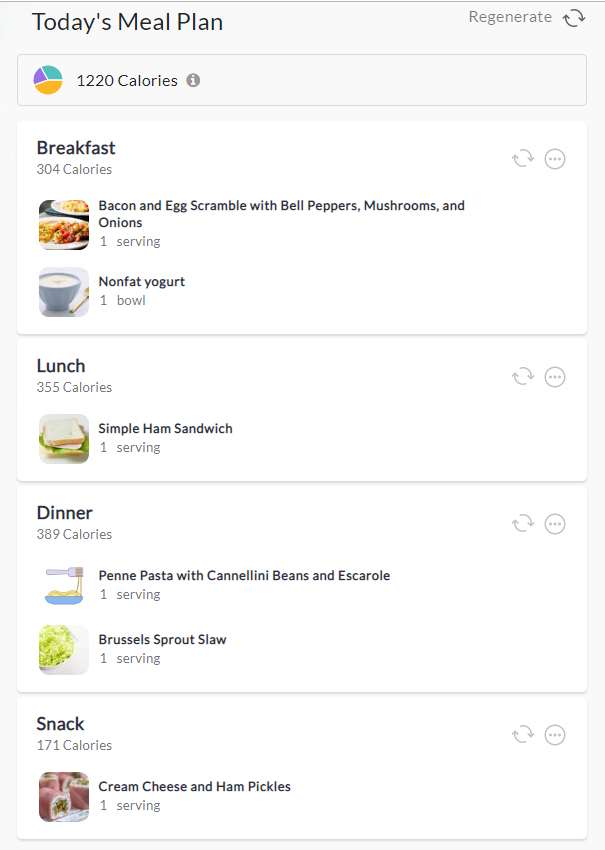 Today's Meal Plan
Regenerate
1220 Calories
Breakfast
304 Calories
Bacon and Egg Scramble with Bell Peppers, Mushrooms, and
Onions
1 serving
Nonfat yogurt
1 bowl
Lunch
355 Calories
Simple Ham Sandwich
1 serving
Dinner
389 Calories
Penne Pasta with Cannellini Beans and Escarole
1 serving
Brussels Sprout Slaw
1 serving
Snack
171 Calories
Cream Cheese and Ham Pickles
1 serving